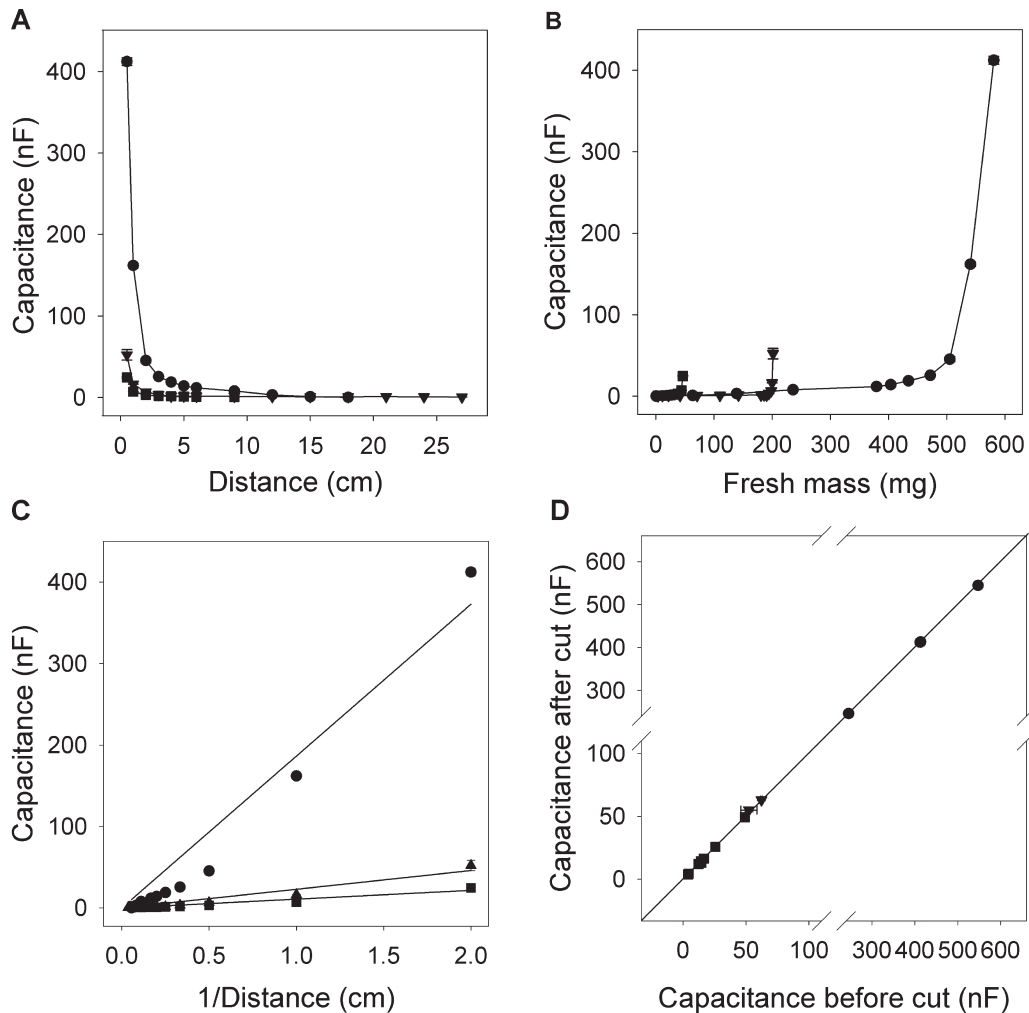 A
Capacitance (nF)
400
300
200
100
0
0 5 10 15 20 25
Distance (cm)
B
Capacitance (nF)
400
300
200
100
0
0 100 200 300 400 500 600
Fresh mass (mg)
C
Capacitance (nF)
400
300
200
100
0
0.0 0.5 1.0 1.5 2.0
1/Distance (cm)
D
Capacitance after cut (nF)
600
500
400
300
100
50
0
0 50 100 300 400 500 600
Capacitance before cut (nF)